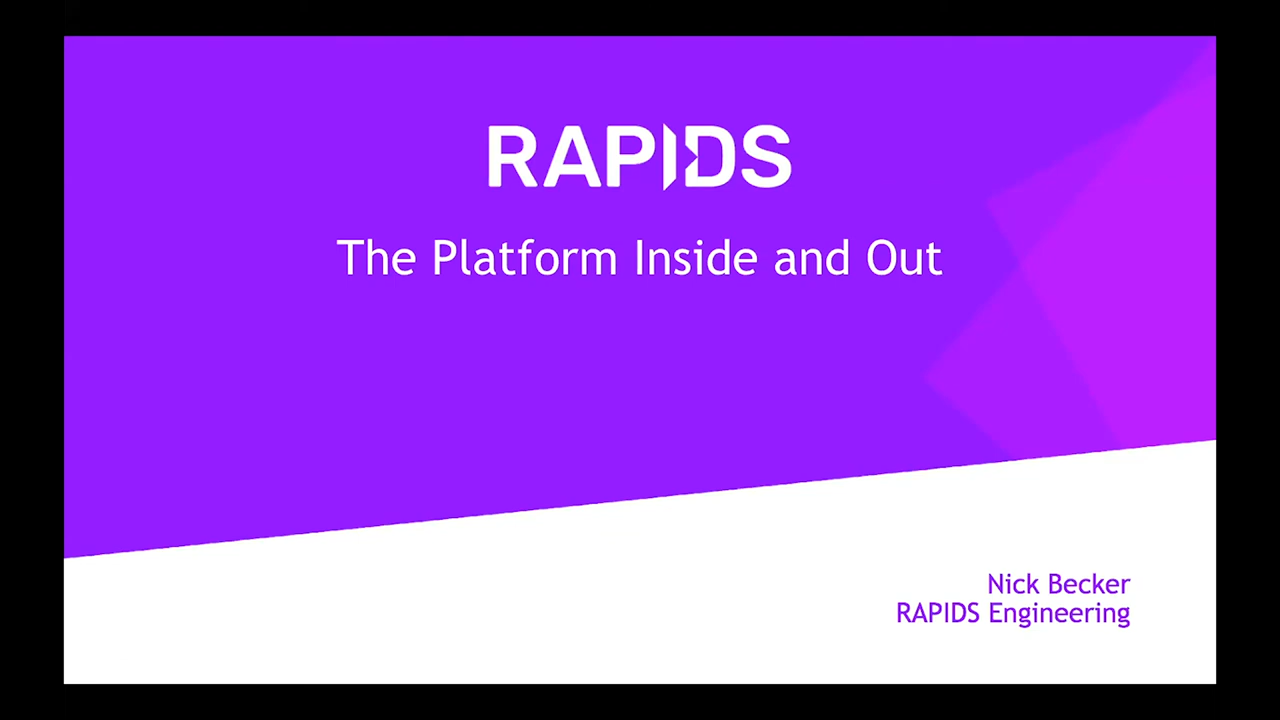 RAPIDS
The Platform Inside and Out
Nick Becker
RAPIDS Engineering